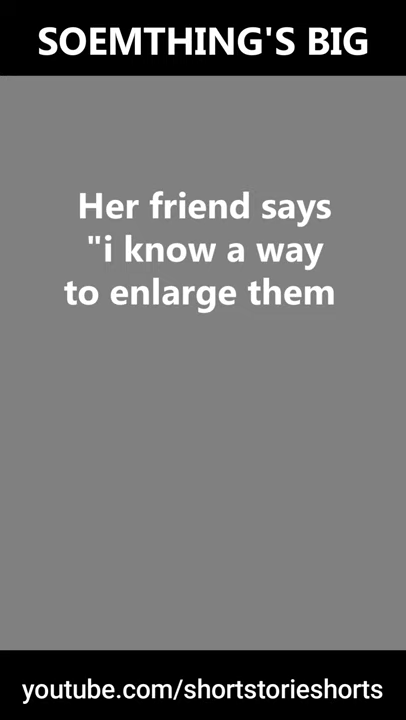 SOEMTHING'S BIG
Her friend says
"i know a way
to enlarge them
youtube.com/shortstorieshorts